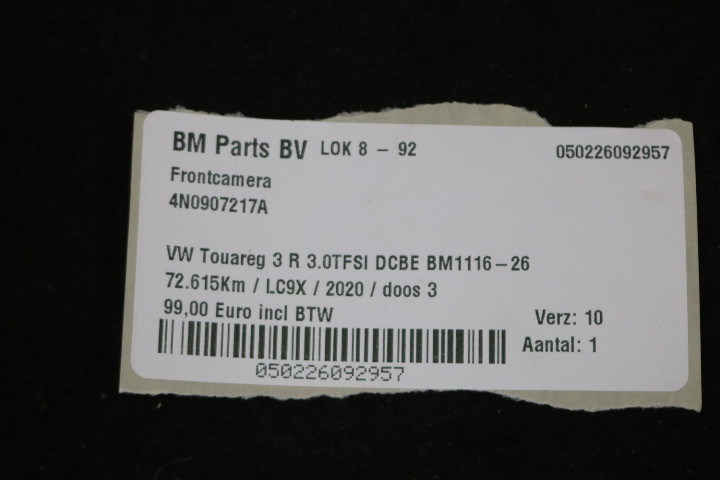 BM Parts BV LOK 8 - 92 050226092957
Frontcamera
4N0907217A
VW Touareg 3 R 3.0TFSI DCBE BM1116-26
72.615Km / LC9X / 2020 / doos 3
99,00 Euro incl BTW
Verz: 10
Aantal: 1
050226092957